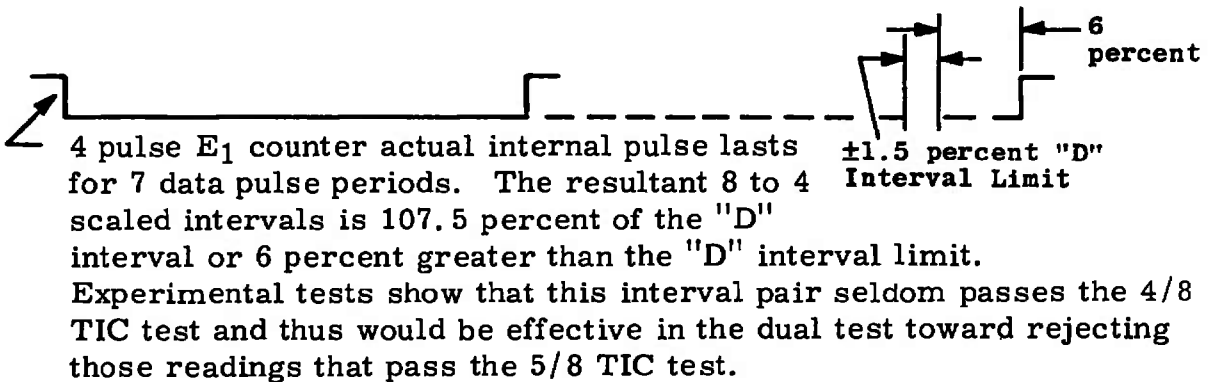 6
percent
4 pulse E1 counter actual internal pulse lasts
for 7 data pulse periods. The resultant 8 to 4
scaled intervals is 107.5 percent of the "D"
±1.5 percent "D"
Interval Limit
interval or 6 percent greater than the "D" interval limit.
Experimental tests show that this interval pair seldom passes the 4/8
TIC test and thus would be effective in the dual test toward rejecting
those readings that pass the 5/8 TIC test.